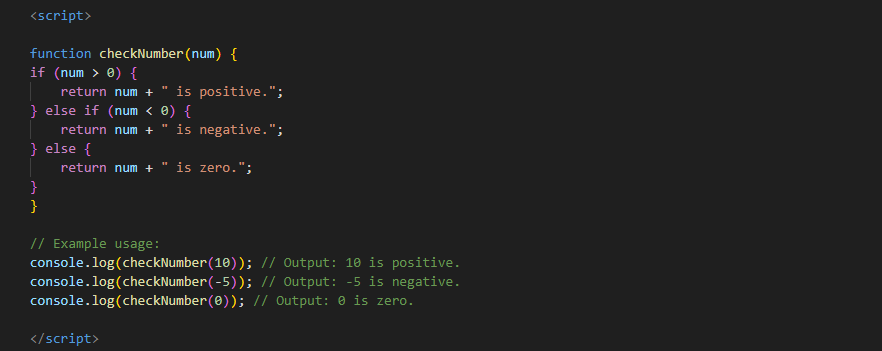 <script>
function checkNumber(num) {
if (num > 0) {
    return num + " is positive.";
} else if (num < 0) {
    return num + " is negative.";
} else {
    return num + " is zero.";
}
}
// Example usage:
console.log(checkNumber(10)); // Output: 10 is positive.
console.log(checkNumber(-5)); // Output: -5 is negative.
console.log(checkNumber(0)); // Output: 0 is zero.
</script>